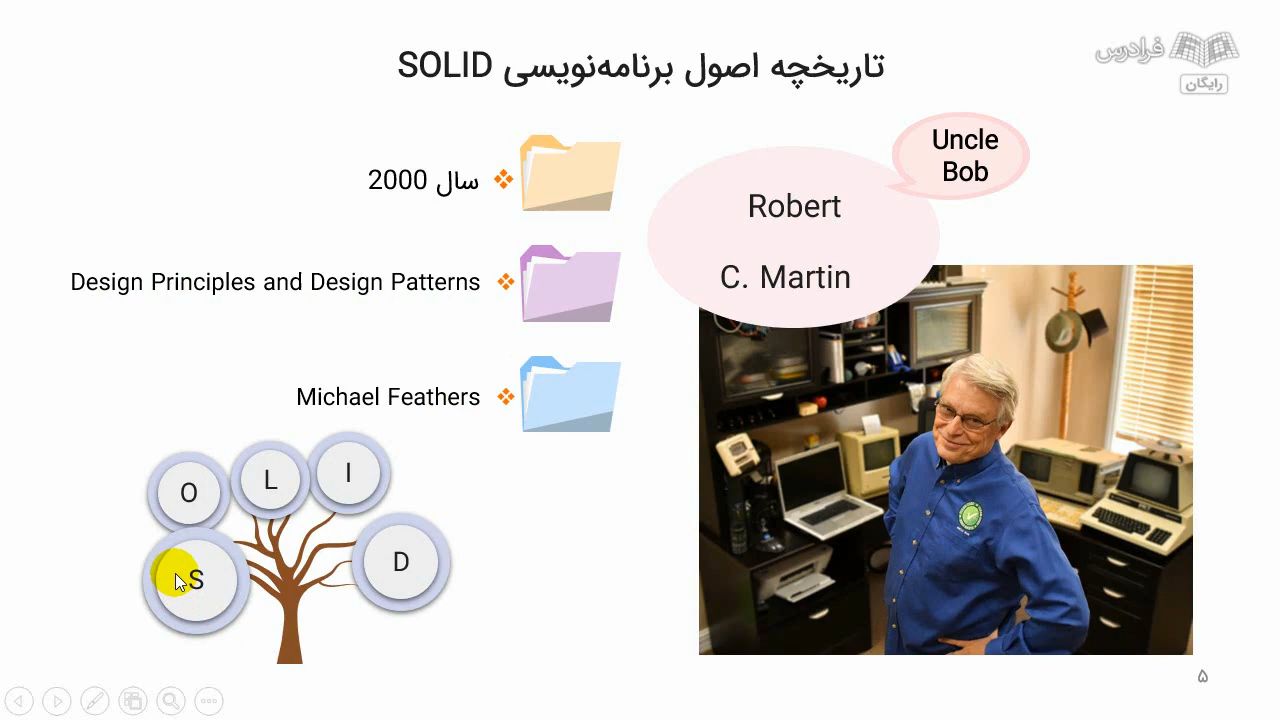 تاریخچه اصول برنامه‌نویسی SOLID
فرادرس
رایگان
Uncle
Bob
Robert
C. Martin
سال 2000
Design Principles and Design Patterns
Michael Feathers
S
O
L
I
D
۵